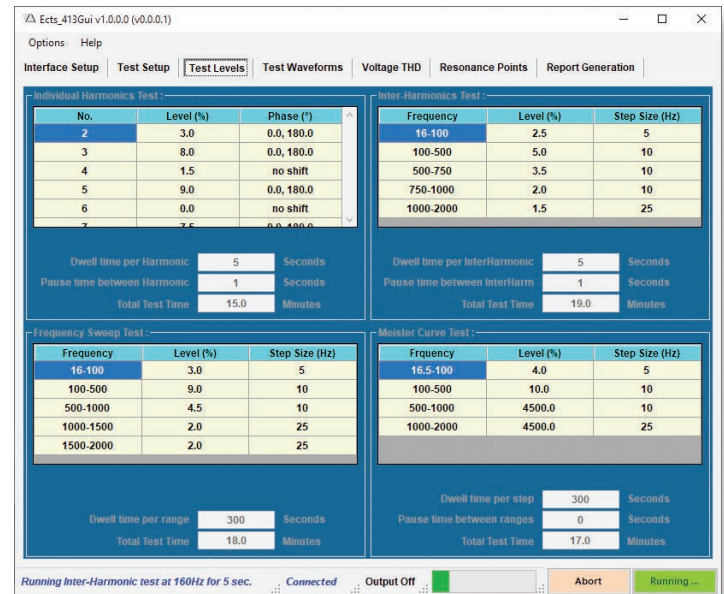 Ects_413Gui v1.0.0.0 (v0.0.0.1)
Options Help
Interface Setup Test Setup Test Levels Test Waveforms Voltage THD Resonance Points Report Generation
Individual Harmonics Test :
No. Level (%) Phase (°)
2 3.0 0.0, 180.0
3 8.0 0.0, 180.0
4 1.5 no shift
5 9.0 0.0, 180.0
6 0.0 no shift
7 7.5 0.0, 180.0
Dwell time per Harmonic 5 Seconds
Pause time between Harmonic 1 Seconds
Total Test Time 15.0 Minutes
Inter-Harmonics Test :
Frequency Level (%) Step Size (Hz)
16-100 2.5 5
100-500 5.0 10
500-750 3.5 10
750-1000 2.0 10
1000-2000 1.5 25
Dwell time per InterHarmonic 5 Seconds
Pause time between InterHarm 1 Seconds
Total Test Time 19.0 Minutes
Frequency Sweep Test :
Frequency Level (%) Step Size (Hz)
16-100 3.0 5
100-500 9.0 10
500-1000 4.5 10
1000-1500 2.0 25
1500-2000 2.0 25
Dwell time per range 300 Seconds
Total Test Time 18.0 Minutes
Meister Curve Test :
Frquency Level (%) Step Size (Hz)
16.5-100 4.0 5
100-500 10.0 10
500-1000 4500.0 10
1000-2000 4500.0 25
Dwell time per step 300 Seconds
Pause time between ranges 0 Seconds
Total Test Time 17.0 Minutes
Running Inter-Harmonic test at 160Hz for 5 sec. Connected Output Off Abort Running ...